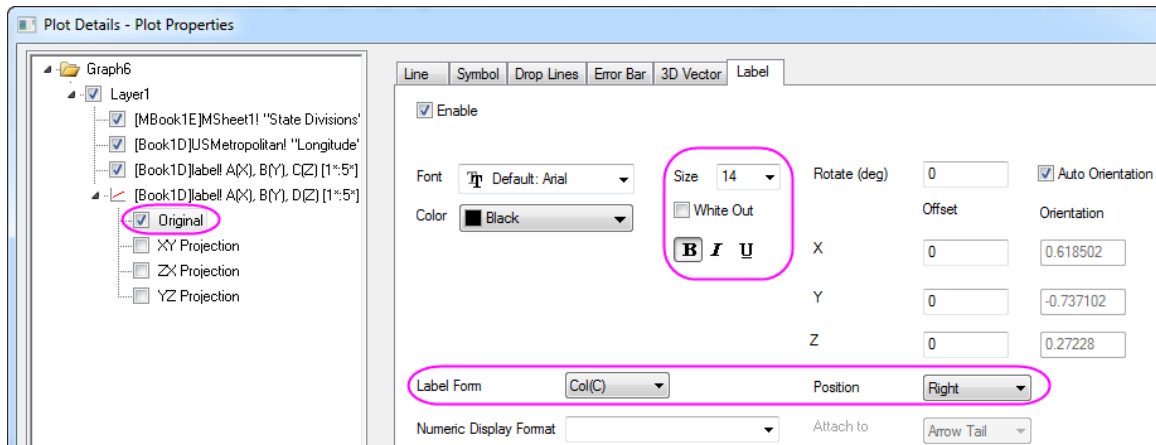 Plot Details - Plot Properties
Graph6
Layer1
[MBook1E]MSheet1! "State Divisions"
[Book1D]USMetropolitan! "Longitude"
[Book1D]label! A(X), B(Y), C(Z) [1*:5*]
[Book1D]label! A(X), B(Y), D(Z) [1*:5*]
Original
XY Projection
ZX Projection
YZ Projection
Line Symbol Drop Lines Error Bar 3D Vector Label
Enable
Font Default: Arial Size 14 Rotate (deg) 0 Auto Orientation
Color Black White Out Offset Orientation
B I U X 0 0.618502
Y 0 -0.737102
Z 0 0.27228
Label Form Col(C) Position Right
Numeric Display Format Attach to Arrow Tail